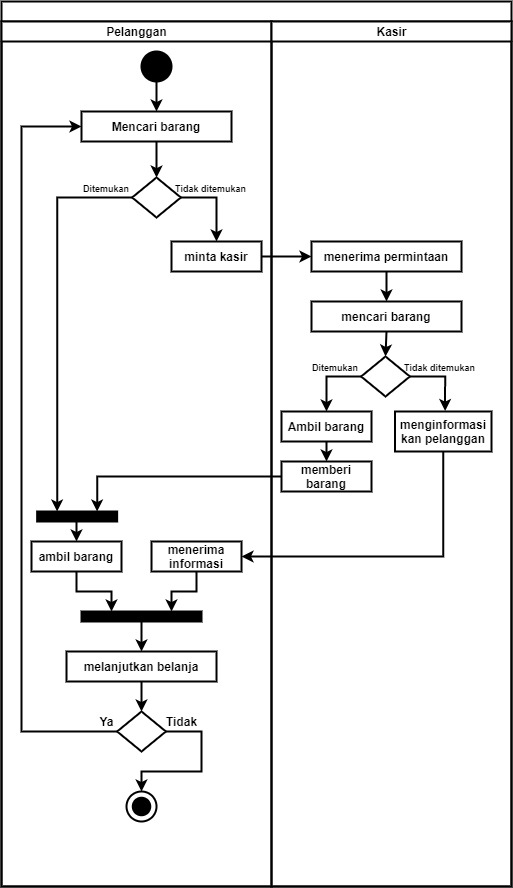 Pelanggan
Kasir
Mencari barang
Ditemukan
Tidak ditemukan
minta kasir
menerima permintaan
mencari barang
Ditemukan
Tidak ditemukan
Ambil barang
menginformasi
kan pelanggan
memberi
barang
ambil barang
menerima
informasi
melanjutkan belanja
Ya
Tidak